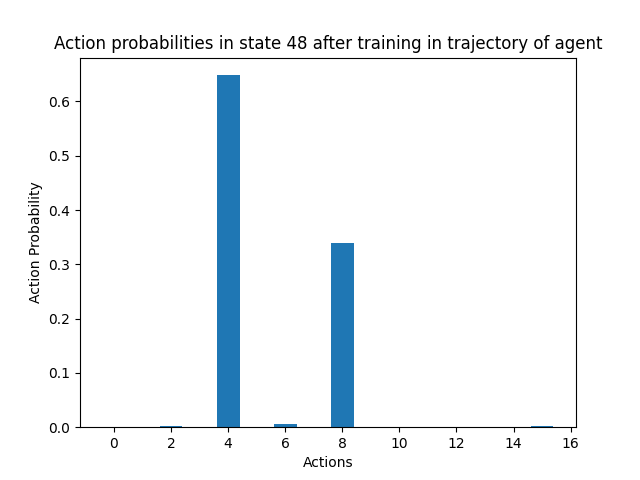 Action probabilities in state 48 after training in trajectory of agent
0.6
0.5
0.4
0.3
0.2
0.1
0.0
Action Probability
0 2 4 6 8 10 12 14 16
Actions